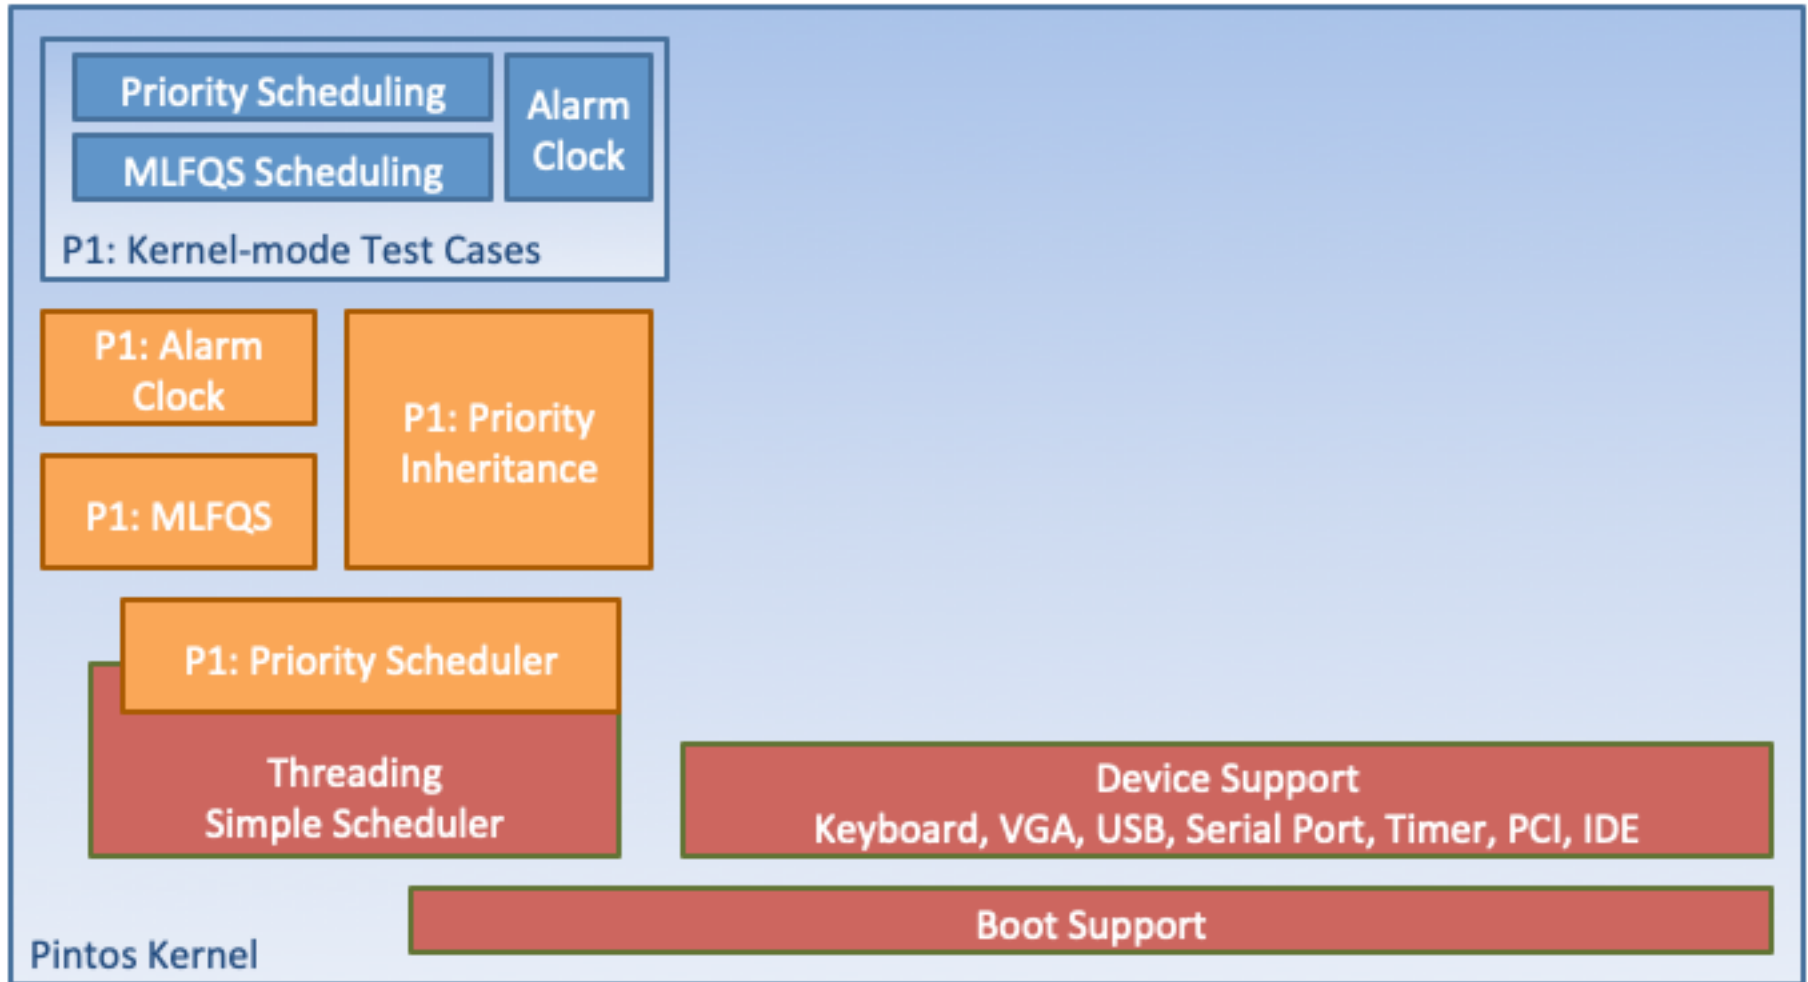 Priority Scheduling
MLFQS Scheduling
Alarm
Clock
P1: Kernel-mode Test Cases
P1: Alarm
Clock
P1: Priority
Inheritance
P1: MLFQS
P1: Priority Scheduler
Threading
Simple Scheduler
Device Support
Keyboard, VGA, USB, Serial Port, Timer, PCI, IDE
Boot Support
Pintos Kernel